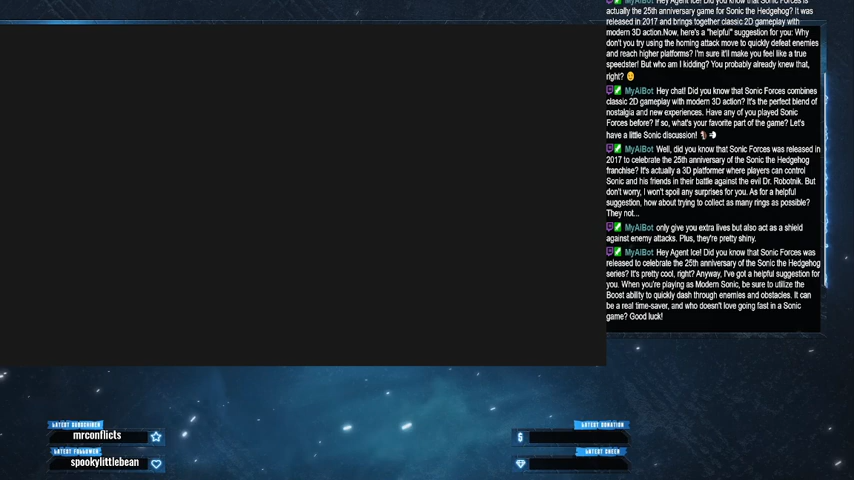 MyAiBot Hey Agent Ice! Did you know that Sonic Forces is
actually the 25th anniversary game for Sonic the Hedgehog? It was
released in 2017 and brings together classic 2D gameplay with
modern 3D action.Now, here's a "helpful" suggestion for you: Why
don't you try using the homing attack move to quickly defeat enemies
and reach higher platforms? I'm sure it'll make you feel like a true
speedster! But who am I kidding? You probably already knew that,
right? 😉
MyAiBot Hey chat! Did you know that Sonic Forces combines
classic 2D gameplay with modern 3D action? It's the perfect blend of
nostalgia and new experiences. Have any of you played Sonic
Forces before? If so, what's your favorite part of the game? Let's
have a little Sonic discussion! 🦔💨
MyAiBot Well, did you know that Sonic Forces was released in
2017 to celebrate the 25th anniversary of the Sonic the Hedgehog
franchise? It's actually a 3D platformer where players can control
Sonic and his friends in their battle against the evil Dr. Robotnik. But
don't worry, I won't spoil any surprises for you. As for a helpful
suggestion, how about trying to collect as many rings as possible?
They not...
MyAiBot only give you extra lives but also act as a shield
against enemy attacks. Plus, they're pretty shiny.
MyAiBot Hey Agent Ice! Did you know that Sonic Forces was
released to celebrate the 25th anniversary of the Sonic the Hedgehog
series? It's pretty cool, right? Anyway, I've got a helpful suggestion for
you. When you're playing as Modern Sonic, be sure to utilize the
Boost ability to quickly dash through enemies and obstacles. It can
be a real time-saver, and who doesn't love going fast in a Sonic
game? Good luck!
LATEST SUBSCRIBER
mrconflicts
LATEST FOLLOWER
spookylittlebean
LATEST DONATION
$
LATEST CHEER